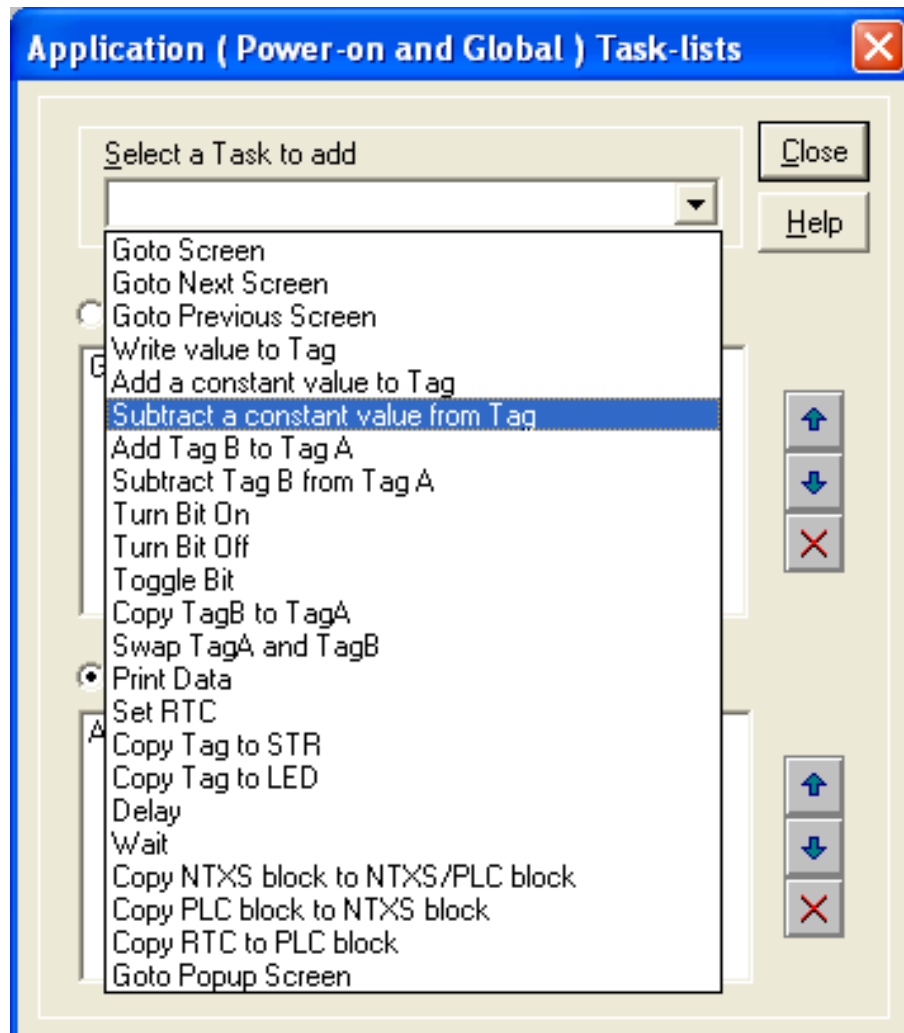 Application ( Power-on and Global ) Task-lists
Select a Task to add
Close
Help
Goto Screen
Goto Next Screen
Goto Previous Screen
Write value to Tag
Add a constant value to Tag
Subtract a constant value from Tag
Add Tag B to Tag A
Subtract Tag B from Tag A
Turn Bit On
Turn Bit Off
Toggle Bit
Copy TagB to TagA
Swap TagA and TagB
Print Data
Set RTC
Copy Tag to STR
Copy Tag to LED
Delay
Wait
Copy NTXS block to NTXS/PLC block
Copy PLC block to NTXS block
Copy RTC to PLC block
Goto Popup Screen